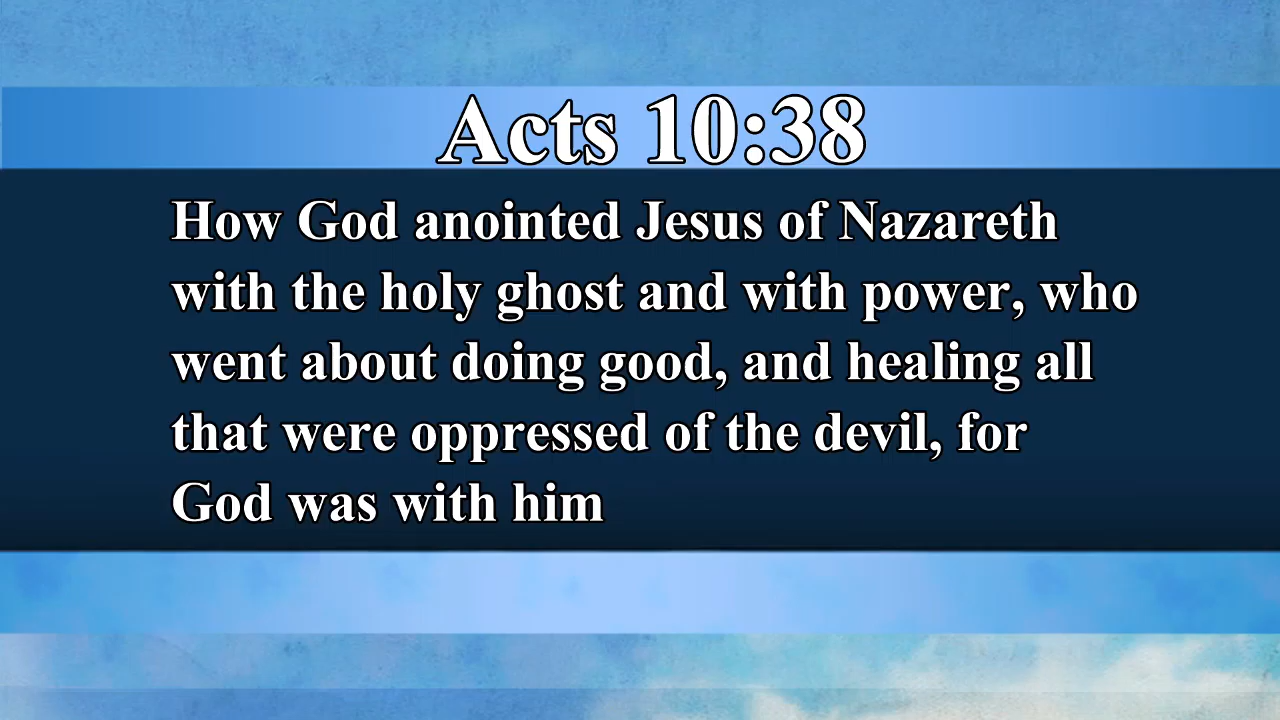 Acts 10:38
How God anointed Jesus of Nazareth
with the holy ghost and with power, who
went about doing good, and healing all
that were oppressed of the devil, for
God was with him